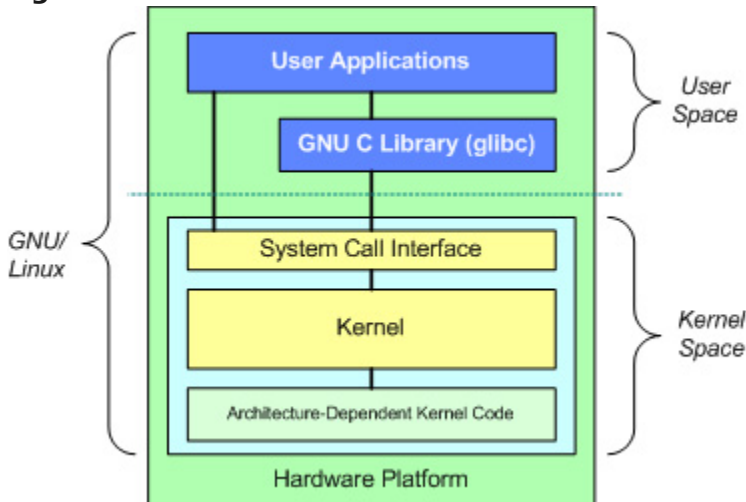 User Applications
GNU C Library (glibc)
User
Space
GNU/
Linux
System Call Interface
Kernel
Architecture-Dependent Kernel Code
Kernel
Space
Hardware Platform